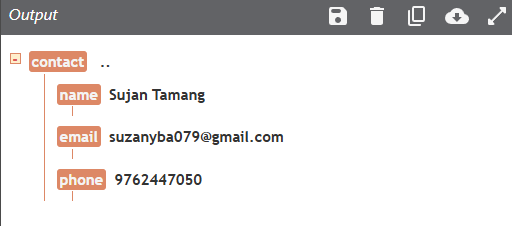 Output
contact ..
name Sujan Tamang
email suzanyba079@gmail.com
phone 9762447050